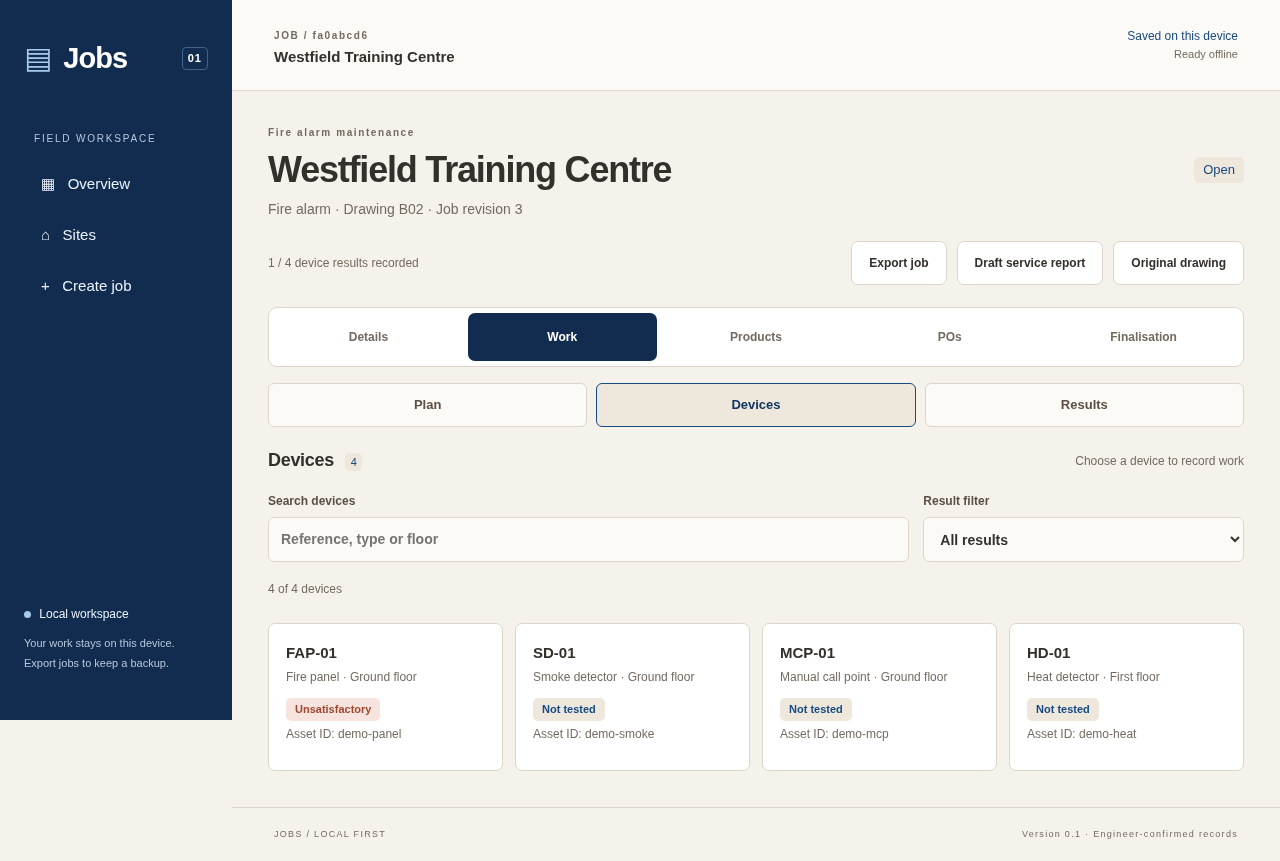 Jobs
01
FIELD WORKSPACE
Overview
Sites
+ Create job
Local workspace
Your work stays on this device.
Export jobs to keep a backup.
JOB / fa0abcd6
Westfield Training Centre
Saved on this device
Ready offline
Fire alarm maintenance
Westfield Training Centre
Open
Fire alarm · Drawing B02 · Job revision 3
1 / 4 device results recorded
Export job
Draft service report
Original drawing
Details
Work
Products
POs
Finalisation
Plan
Devices
Results
Devices 4
Choose a device to record work
Search devices
Result filter
Reference, type or floor
All results
4 of 4 devices
FAP-01
Fire panel · Ground floor
Unsatisfactory
Asset ID: demo-panel
SD-01
Smoke detector · Ground floor
Not tested
Asset ID: demo-smoke
MCP-01
Manual call point · Ground floor
Not tested
Asset ID: demo-mcp
HD-01
Heat detector · First floor
Not tested
Asset ID: demo-heat
JOBS / LOCAL FIRST
Version 0.1 · Engineer-confirmed records